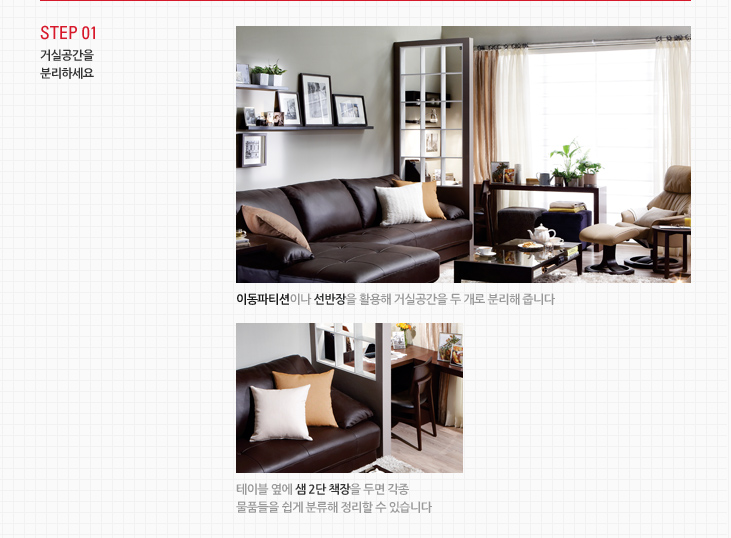 STEP 01
거실공간을
분리하세요
이동파티션이나 선반장을 활용해 거실공간을 두 개로 분리해 줍니다
테이블 옆에 샘 2단 책장을 두면 각종
물품들을 쉽게 분류해 정리할 수 있습니다